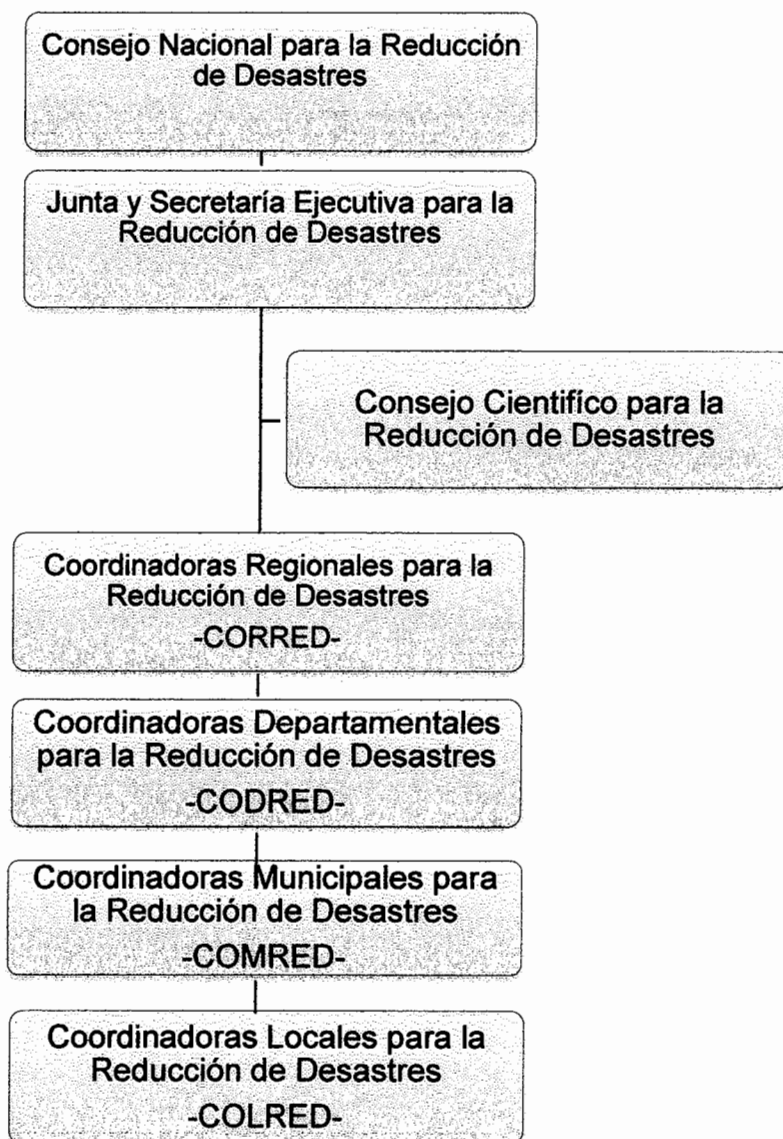 Consejo Nacional para la Reducción
de Desastres
Junta y Secretaría Ejecutiva para la
Reducción de Desastres
Consejo Cientifíco para la
Reducción de Desastres
Coordinadoras Regionales para la
Reducción de Desastres
-CORRED-
Coordinadoras Departamentales
para la Reducción de Desastres
-CODRED-
Coordinadoras Municipales para
la Reducción de Desastres
-COMRED-
Coordinadoras Locales para la
Reducción de Desastres
-COLRED-